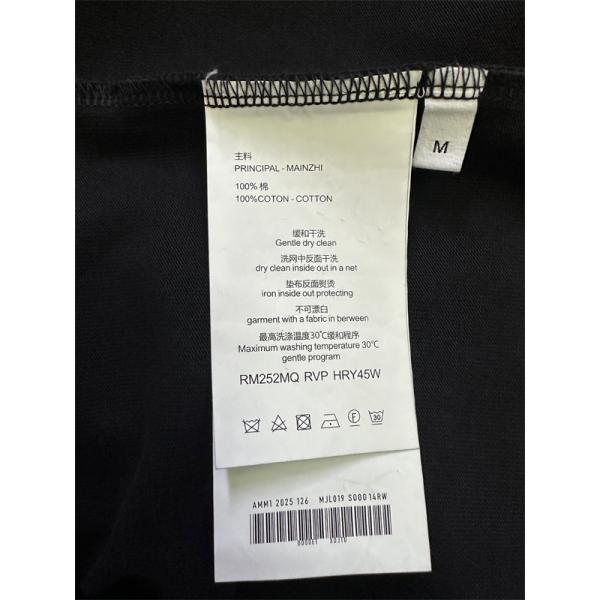 主料
PRINCIPAL - MAINZHI
100% 棉
100%COTON - COTTON
缓和干洗
Gentle dry clean
洗网中反面干洗
dry clean inside out in a net
垫布反面熨烫
iron inside out protecting
不可漂白
garment with a fabric in berween
最高洗涤温度30℃缓和程序
Maximum washing temperature 30℃
gentle program
RM252MQ RVP HRY45W
30
AMM1 2025 126 MJL019 S000 14RW
M